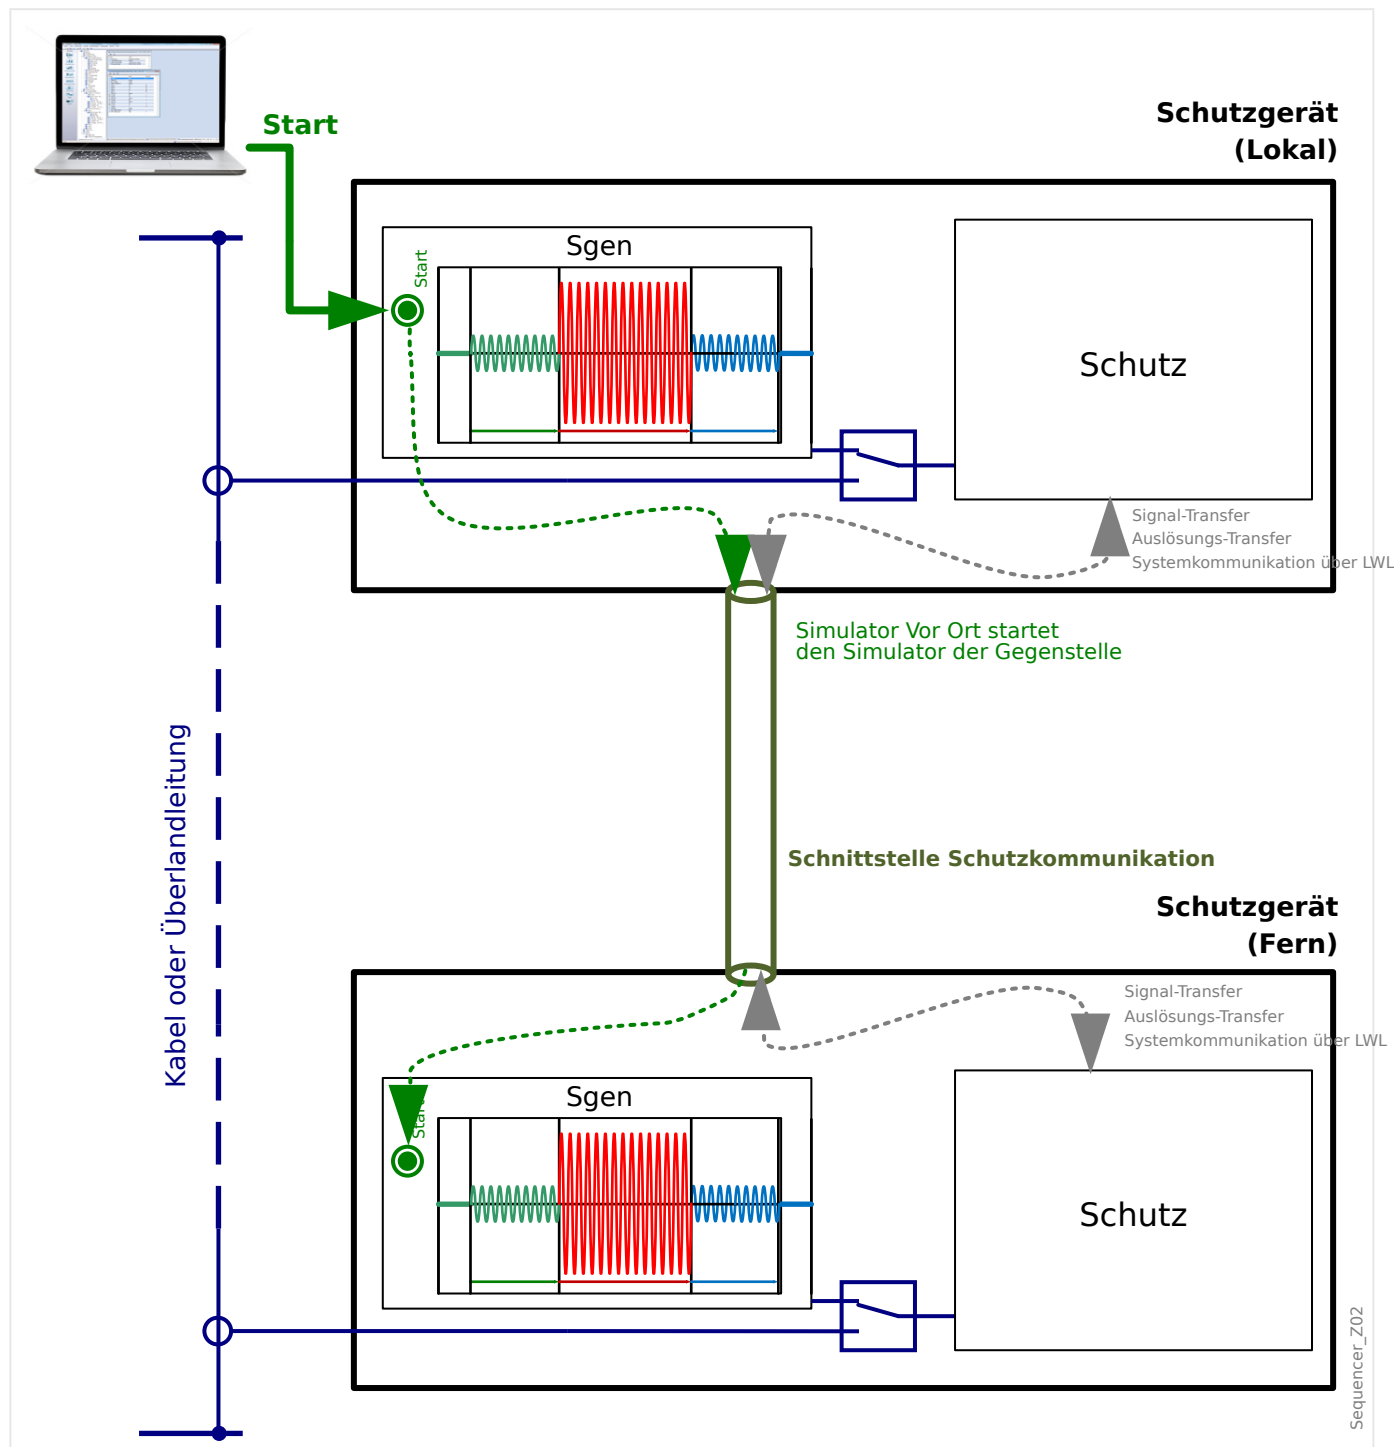 Start
Schutzgerät
(Lokal)
Sgen
Start
Schutz
Signal-Transfer
Auslösungs-Transfer
Systemkommunikation über LWL
Simulator Vor Ort startet
den Simulator der Gegenstelle
Kabel oder Überlandleitung
Schnittstelle Schutzkommunikation
Schutzgerät
(Fern)
Signal-Transfer
Auslösungs-Transfer
Systemkommunikation über LWL
Sgen
Start
Schutz
Sequencer_Z02